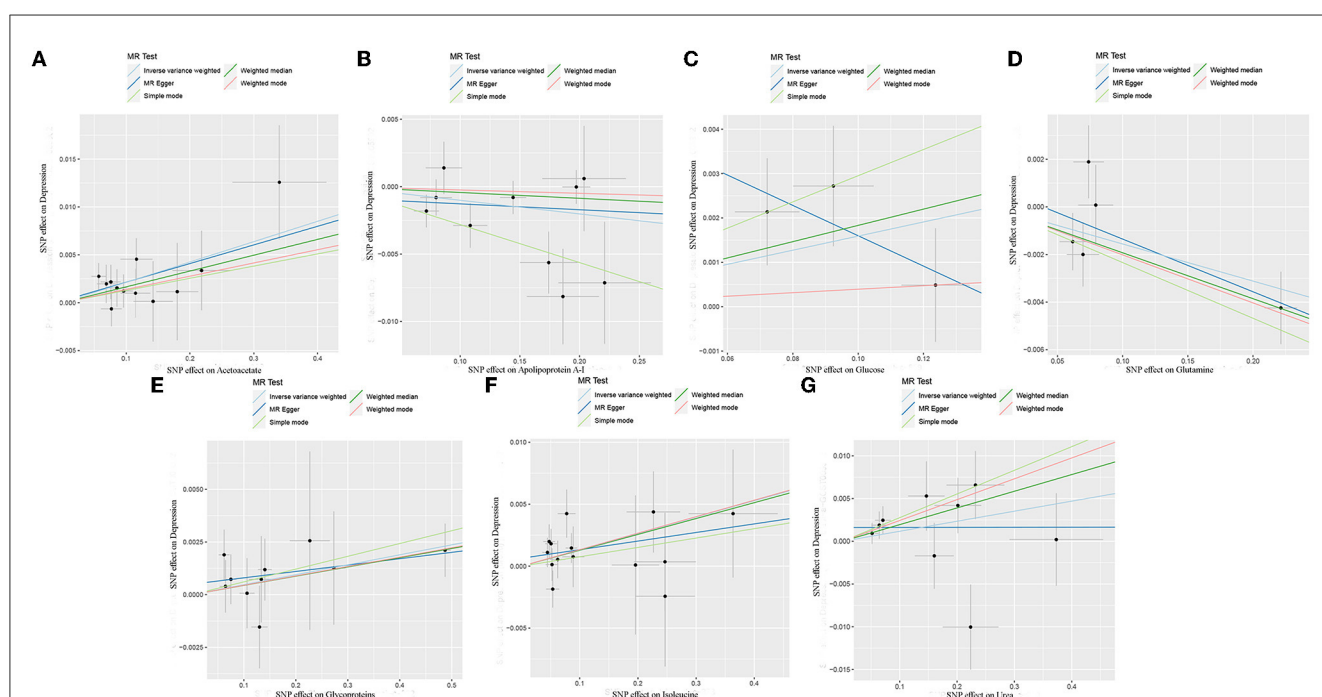 A
MR Test
Inverse variance weighted
Weighted median
MR Egger
Weighted mode
Simple mode
SNP effect on Depression
0.015
0.010
0.005
0.000
−0.005
0.1
0.2
0.3
0.4
SNP effect on Acetoacetate
B
MR Test
Inverse variance weighted
Weighted median
MR Egger
Weighted mode
Simple mode
SNP effect on Depression
0.005
0.000
−0.005
−0.010
0.10
0.15
0.20
0.25
SNP effect on Apolipoprotein A-I
C
MR Test
Inverse variance weighted
Weighted median
MR Egger
Weighted mode
Simple mode
SNP effect on Depression
0.004
0.003
0.002
0.001
0.000
−0.001
0.06
0.08
0.10
0.12
SNP effect on Glucose
D
MR Test
Inverse variance weighted
Weighted median
MR Egger
Weighted mode
Simple mode
SNP effect on Depression
0.002
0.000
−0.002
−0.004
−0.006
0.05
0.10
0.15
0.20
SNP effect on Glutamine
E
MR Test
Inverse variance weighted
Weighted median
MR Egger
Weighted mode
Simple mode
SNP effect on Depression
0.0050
0.0025
0.0000
−0.0025
0.1
0.2
0.3
0.4
0.5
SNP effect on Glycoproteins
F
MR Test
Inverse variance weighted
Weighted median
MR Egger
Weighted mode
Simple mode
SNP effect on Depression
0.010
0.005
0.000
−0.005
0.1
0.2
0.3
0.4
SNP effect on Isoleucine
G
MR Test
Inverse variance weighted
Weighted median
MR Egger
Weighted mode
Simple mode
SNP effect on Depression
0.010
0.005
0.000
−0.005
−0.010
−0.015
0.1
0.2
0.3
0.4
SNP effect on Urea